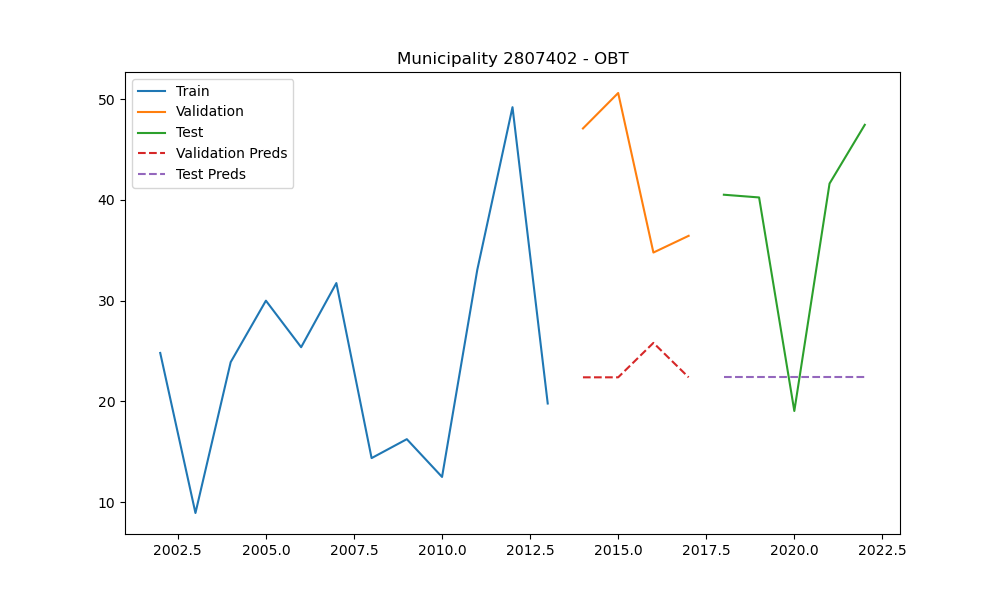 Municipality 2807402 - OBT
Train
Validation
Test
Validation Preds
Test Preds
50
40
30
20
10
2002.5 2005.0 2007.5 2010.0 2012.5 2015.0 2017.5 2020.0 2022.5